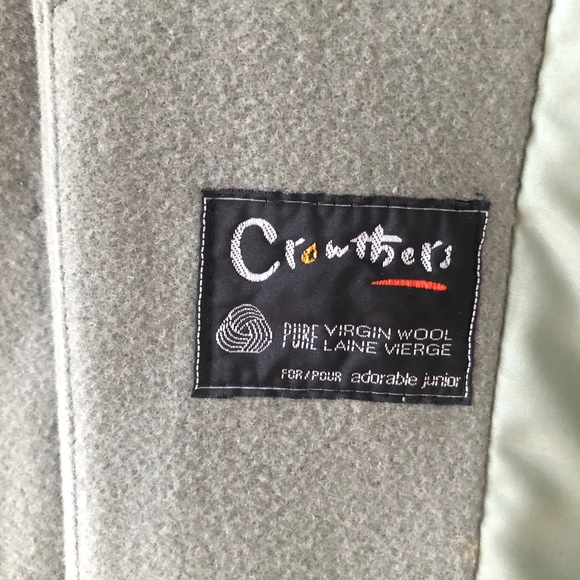 Crowthers
PURE VIRGIN WOOL
PURE LAINE VIERGE
FOR/POUR adorable junior